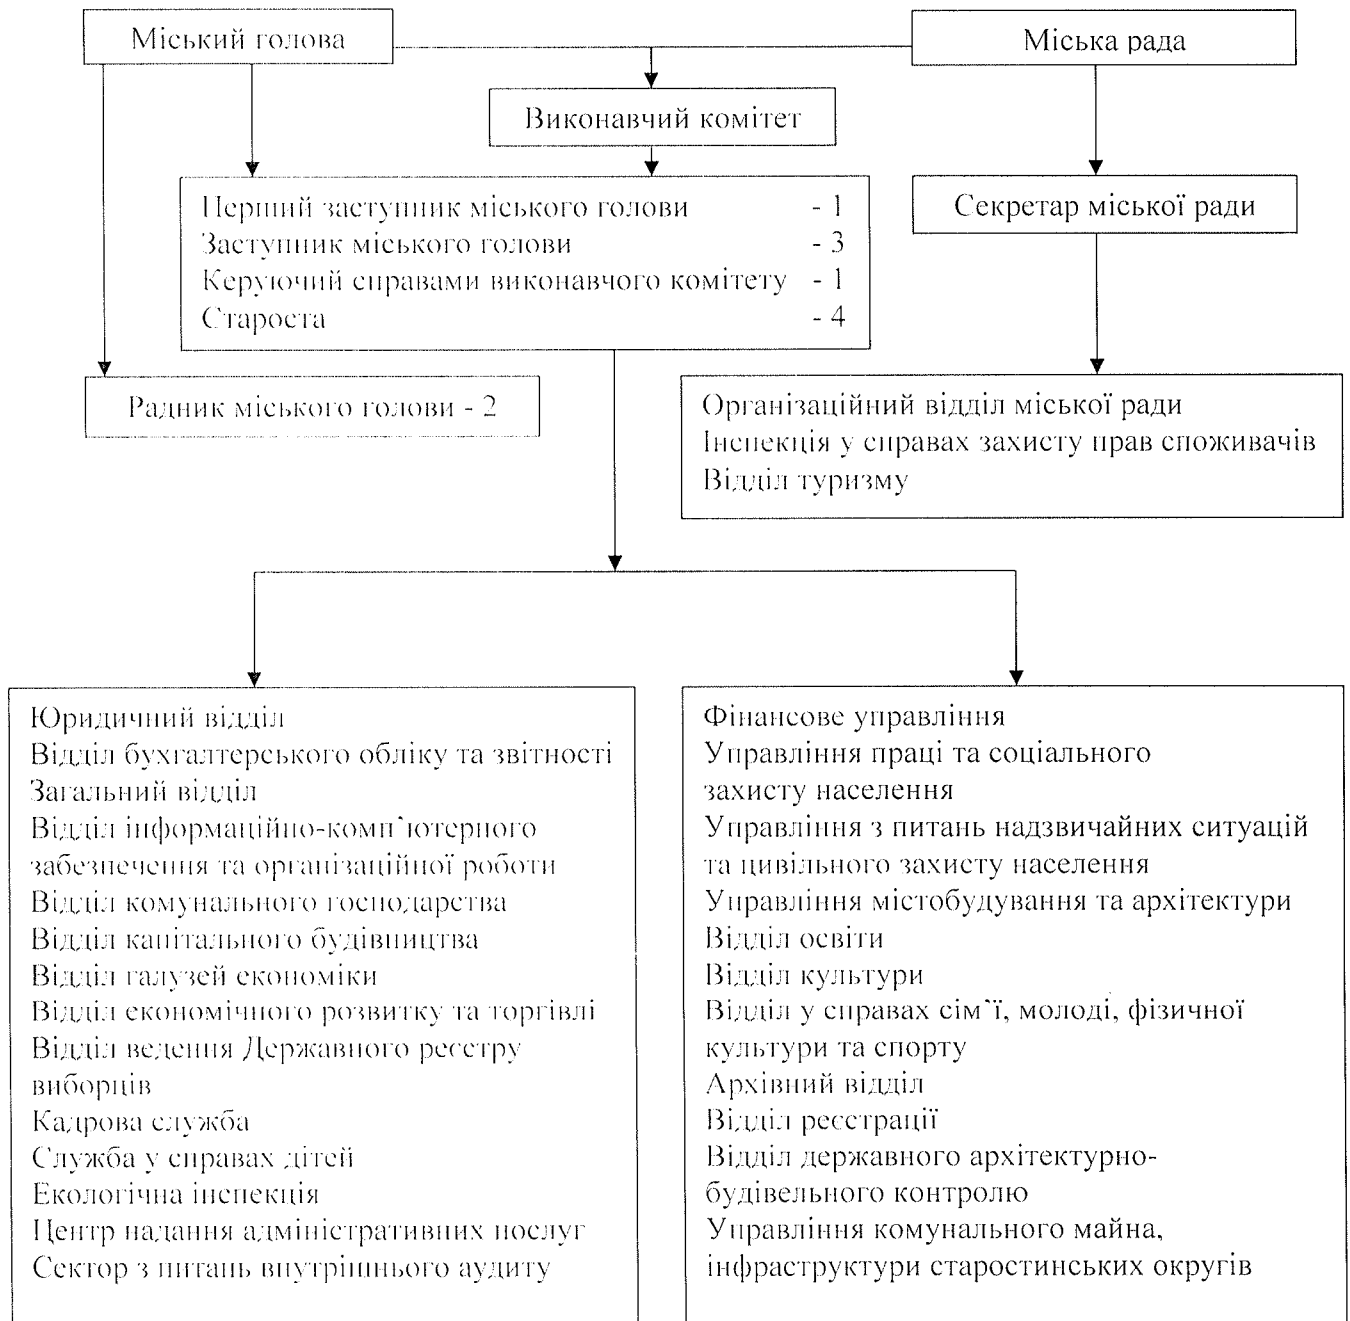 Міський голова
Міська рада
Виконавчий комітет
Перший заступник міського голови - 1
Заступник міського голови - 3
Керуючий справами виконавчого комітету - 1
Староста - 4
Секретар міської ради
Радник міського голови - 2
Організаційний відділ міської ради
Інспекція у справах захисту прав споживачів
Відділ туризму
Юридичний відділ
Відділ бухгалтерського обліку та звітності
Загальний відділ
Відділ інформаційно-комп`ютерного
забезпечення та організаційної роботи
Відділ комунального господарства
Відділ капітального будівництва
Відділ галузей економіки
Відділ економічного розвитку та торгівлі
Відділ ведення Державного реєстру
виборців
Кадрова служба
Служба у справах дітей
Екологічна інспекція
Центр надання адміністративних послуг
Сектор з питань внутрішнього аудиту
Фінансове управління
Управління праці та соціального
захисту населення
Управління з питань надзвичайних ситуацій
та цивільного захисту населення
Управління містобудування та архітектури
Відділ освіти
Відділ культури
Відділ у справах сім`ї, молоді, фізичної
культури та спорту
Архівний відділ
Відділ реєстрації
Відділ державного архітектурно-
будівельного контролю
Управління комунального майна,
інфраструктури старостинських округів